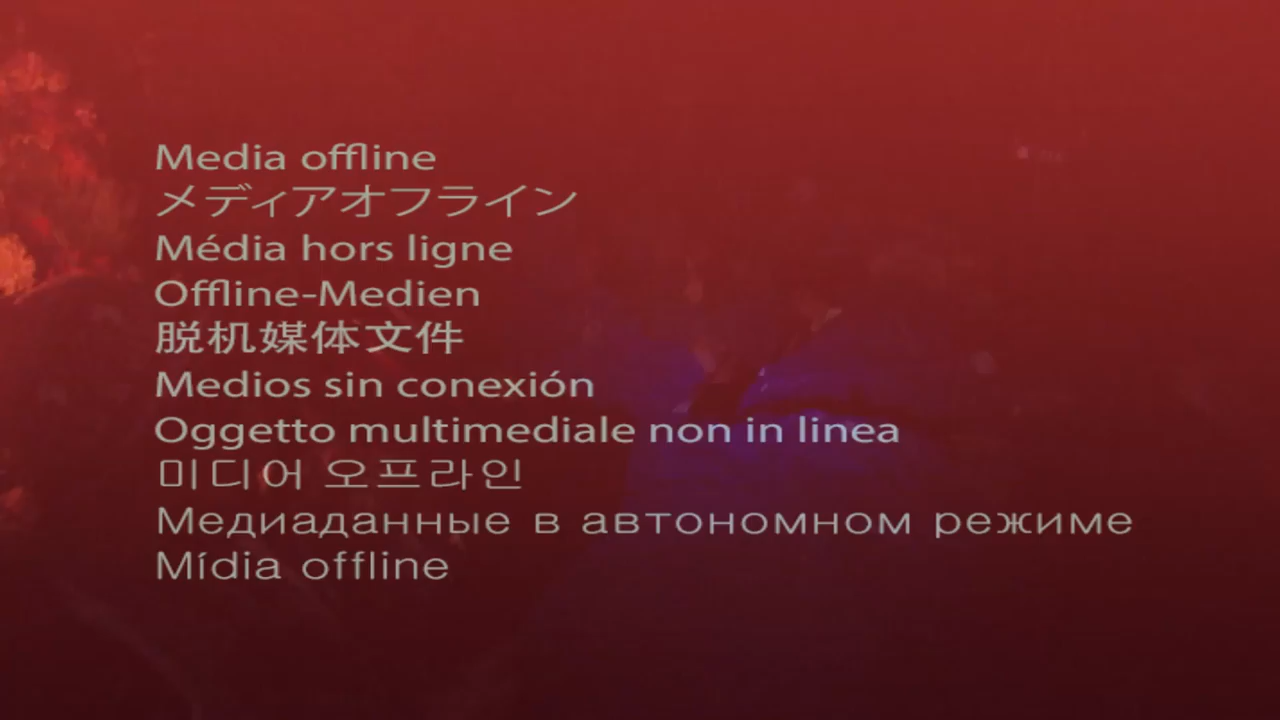 Media offline
メディアオフライン
Média hors ligne
Offline-Medien
脱机媒体文件
Medios sin conexión
Oggetto multimediale non in linea
미디어 오프라인
Медиаданные в автономном режиме
Mídia offline